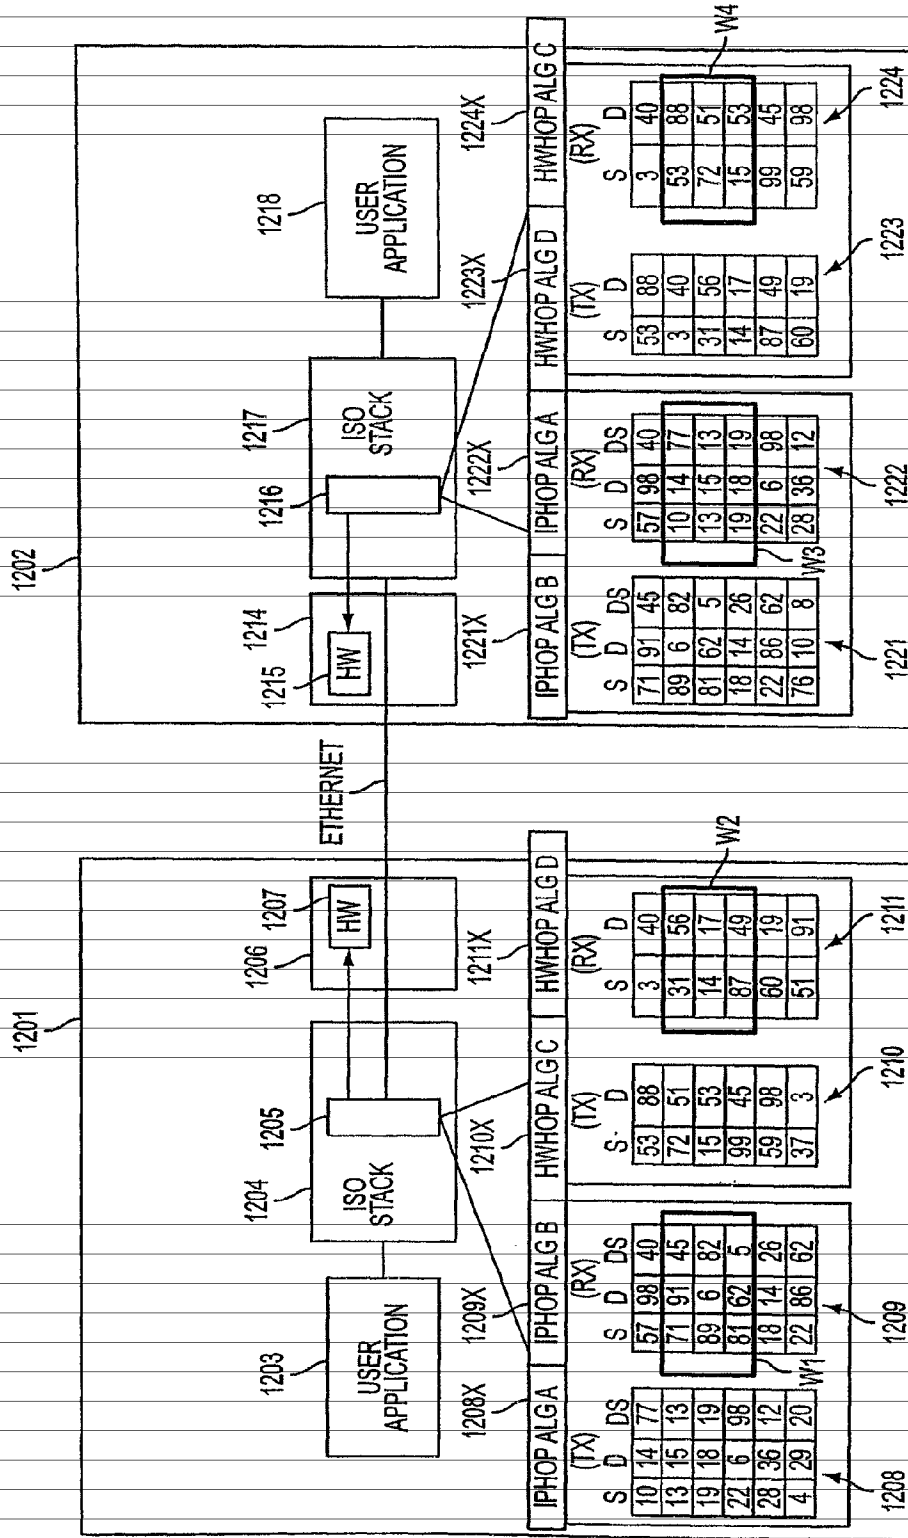 1201
1202
1203
USER
APPLICATION
1204
ISO
STACK
1205
1206
1207
HW
ETHERNET
1214
1215
HW
1216
1217
ISO
STACK
1218
USER
APPLICATION
1208X
1209X
1210X
1211X
1221X
1222X
1223X
1224X
IPHOP ALG A
IPHOP ALG B
HWHOP ALG C
HWHOP ALG D
IPHOP ALG B
IPHOP ALG A
HWHOP ALG D
HWHOP ALG C
(TX)
S D DS
10 14 77
13 15 13
19 18 19
22 6 98
28 36 12
4 29 20
1208
(RX)
S D DS
57 98 40
71 91 45
89 6 82
81 62 5
18 14 26
22 86 62
W1
1209
(TX)
S D
53 88
72 51
15 53
99 45
59 98
37 3
1210
(RX)
S D
3 40
31 56
14 17
87 49
60 19
51 91
W2
1211
(TX)
S D DS
71 91 45
89 6 82
81 62 5
18 14 26
22 86 62
76 10 8
1221
(RX)
S D DS
57 98 40
10 14 77
13 15 13
19 18 19
22 6 98
28 36 12
W3
1222
(TX)
S D
53 88
3 40
31 56
14 17
87 49
60 19
1223
(RX)
S D
3 40
53 88
72 51
15 53
99 45
59 98
W4
1224